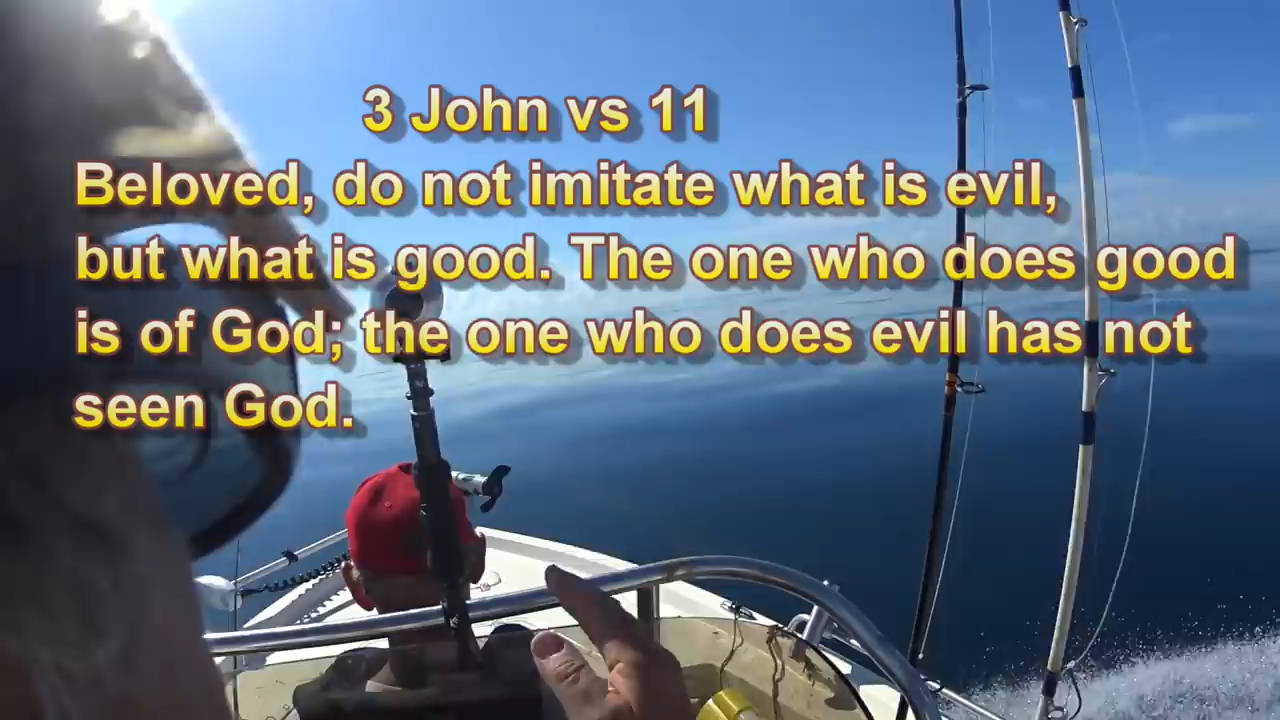 3 John vs 11
Beloved, do not imitate what is evil,
but what is good. The one who does good
is of God; the one who does evil has not
seen God.